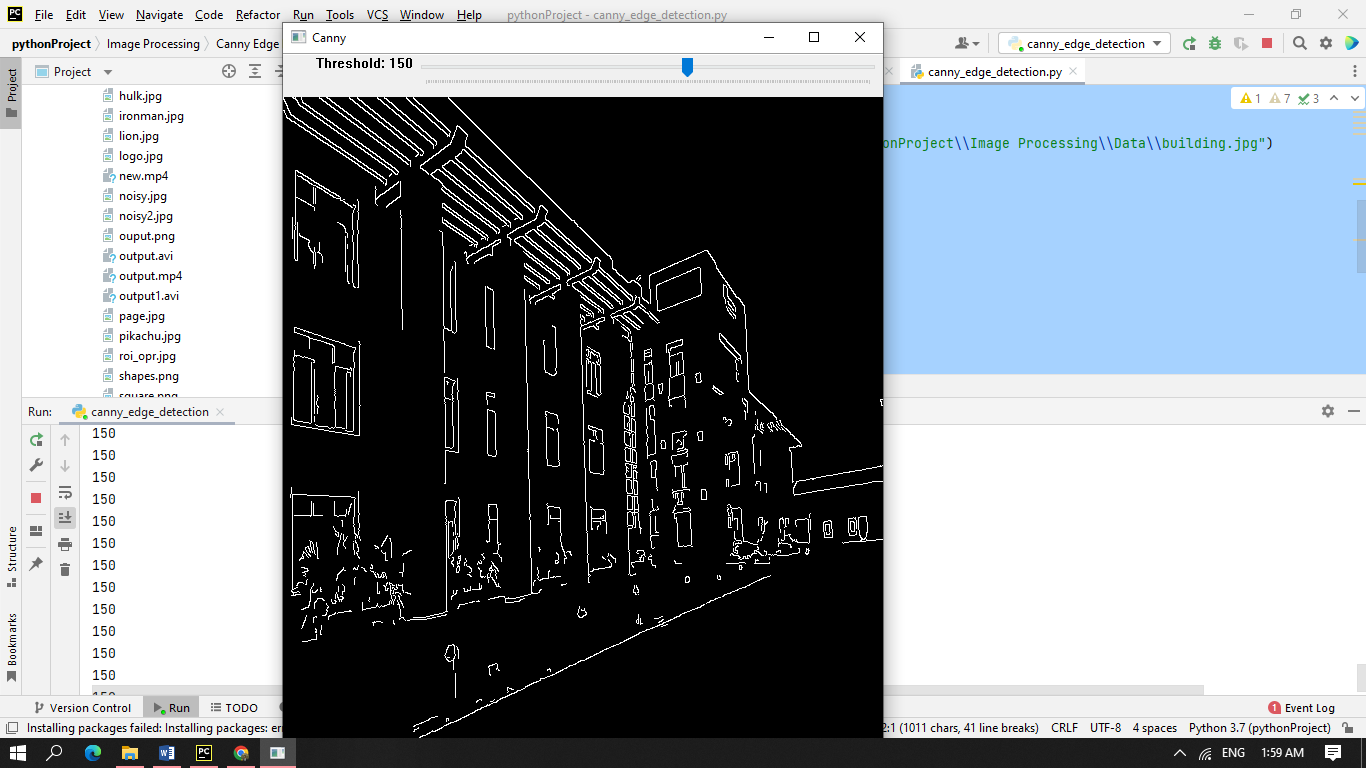 File Edit View Navigate Code Refactor Run Tools VCS Window Help pythonProject - canny_edge_detection.py
pythonProject Image Processing Canny Edge
canny_edge_detection
Canny
Threshold: 150
Project
Project
canny_edge_detection.py
hulk.jpg
ironman.jpg
lion.jpg
logo.jpg
new.mp4
noisy.jpg
noisy2.jpg
ouput.png
output.avi
output.mp4
output1.avi
page.jpg
pikachu.jpg
roi_opr.jpg
shapes.png
square.png
1 7 3
onProject\\Image Processing\\Data\\building.jpg")
Run: canny_edge_detection
150
150
150
150
150
150
150
150
150
150
150
150
150
Structure
Bookmarks
Version Control Run TODO
1 Event Log
Installing packages failed: Installing packages: er
2:1 (1011 chars, 41 line breaks) CRLF UTF-8 4 spaces Python 3.7 (pythonProject)
ENG 1:59 AM